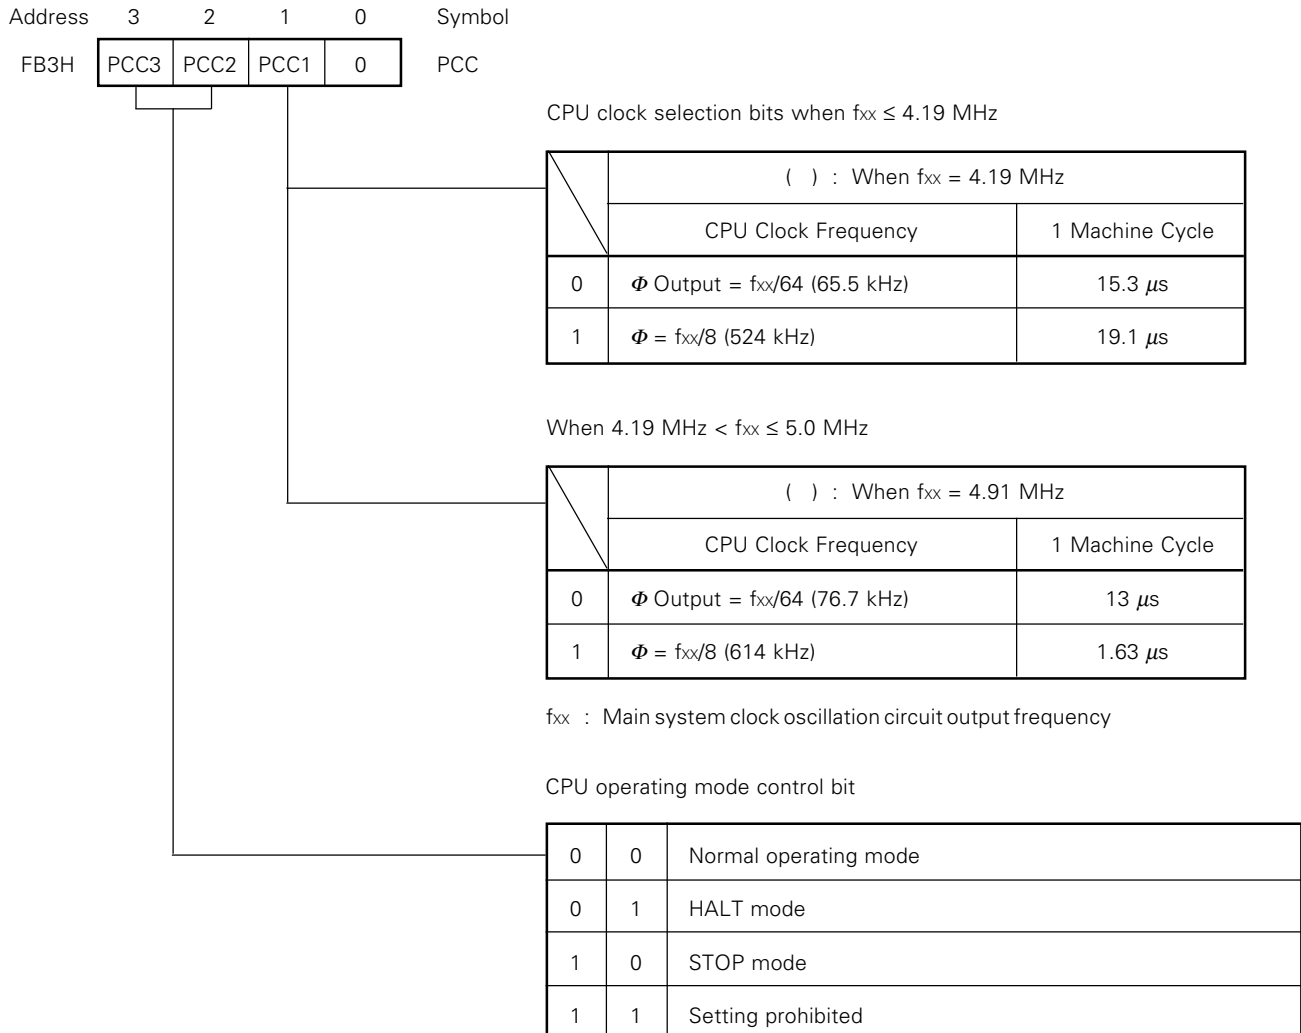 Address 3 2 1 0 Symbol
FB3H PCC3 PCC2 PCC1 0 PCC
CPU clock selection bits when fxx ≤ 4.19 MHz
( ) : When fxx = 4.19 MHz
CPU Clock Frequency 1 Machine Cycle
0 Φ Output = fxx/64 (65.5 kHz) 15.3 μs
1 Φ = fxx/8 (524 kHz) 19.1 μs
When 4.19 MHz < fxx ≤ 5.0 MHz
( ) : When fxx = 4.91 MHz
CPU Clock Frequency 1 Machine Cycle
0 Φ Output = fxx/64 (76.7 kHz) 13 μs
1 Φ = fxx/8 (614 kHz) 1.63 μs
fxx : Main system clock oscillation circuit output frequency
CPU operating mode control bit
0 0 Normal operating mode
0 1 HALT mode
1 0 STOP mode
1 1 Setting prohibited